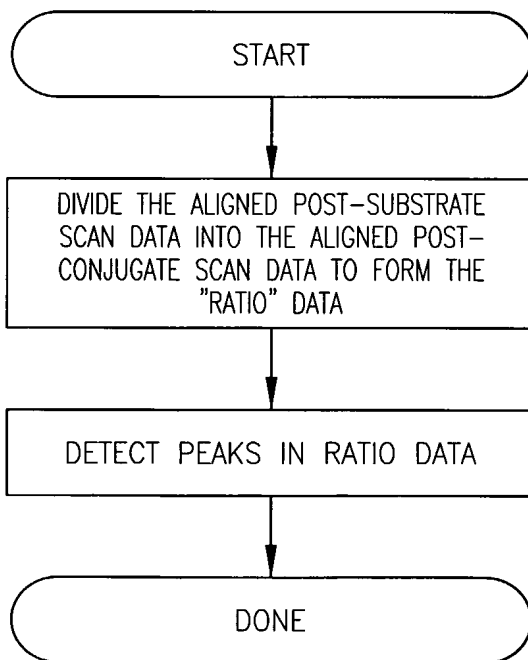 START
DIVIDE THE ALIGNED POST-SUBSTRATE
SCAN DATA INTO THE ALIGNED POST-
CONJUGATE SCAN DATA TO FORM THE
"RATIO" DATA
DETECT PEAKS IN RATIO DATA
DONE